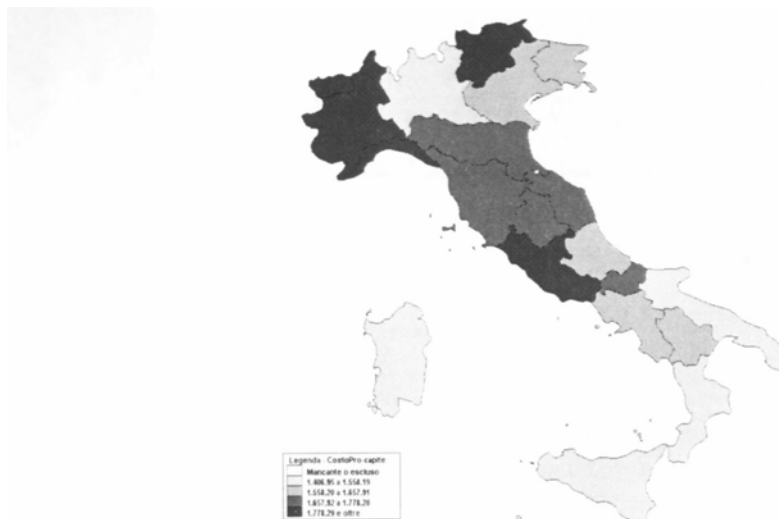 Legenda : CostoPro-capite
Mancante o escluso
1.406,95 a 1.558,19
1.558,20 a 1.657,91
1.657,92 a 1.778,28
1.778,29 e oltre